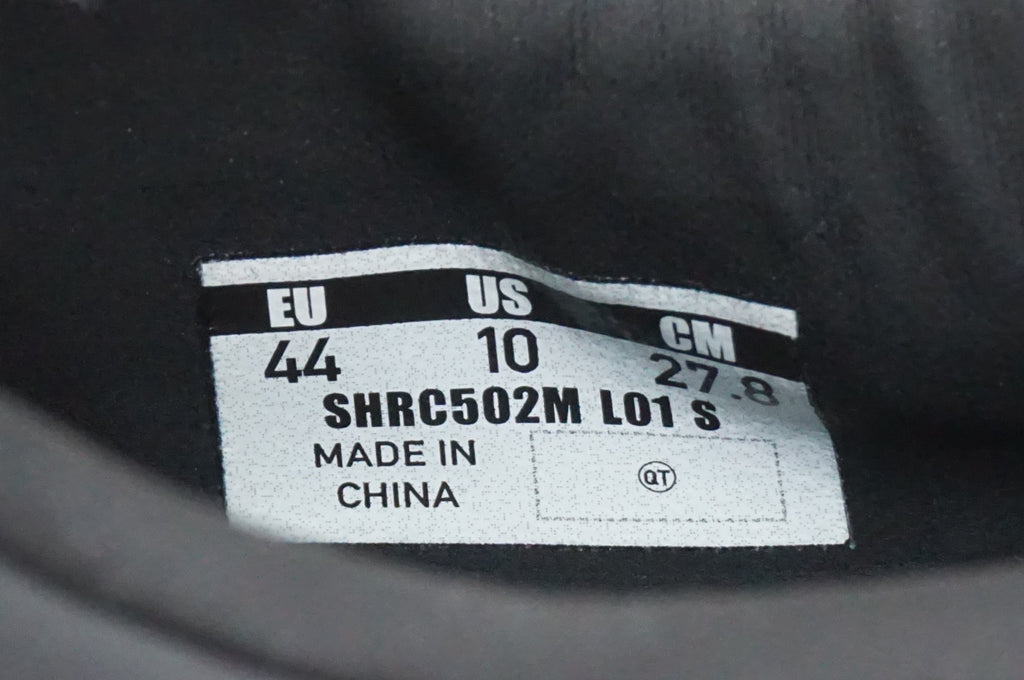 EU US CM
44 10 27.8
SHRC502M L01 S
MADE IN
CHINA
QT